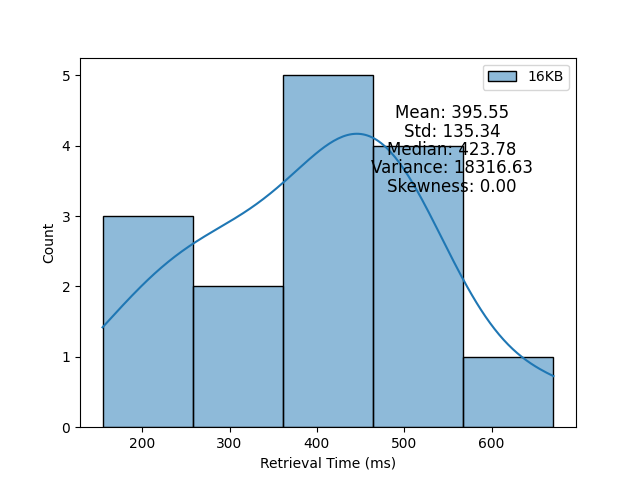 16KB
Mean: 395.55
Std: 135.34
Median: 423.78
Variance: 18316.63
Skewness: 0.00
5
4
3
2
1
0
Count
200 300 400 500 600
Retrieval Time (ms)